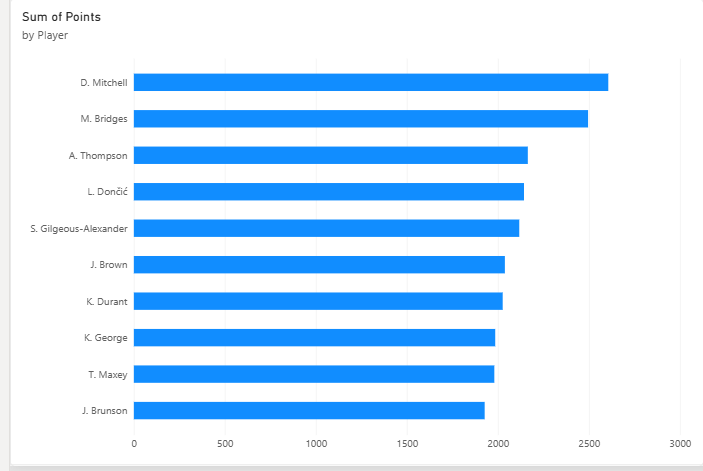 Sum of Points
by Player
D. Mitchell
M. Bridges
A. Thompson
L. Dončić
S. Gilgeous-Alexander
J. Brown
K. Durant
K. George
T. Maxey
J. Brunson
0 500 1000 1500 2000 2500 3000